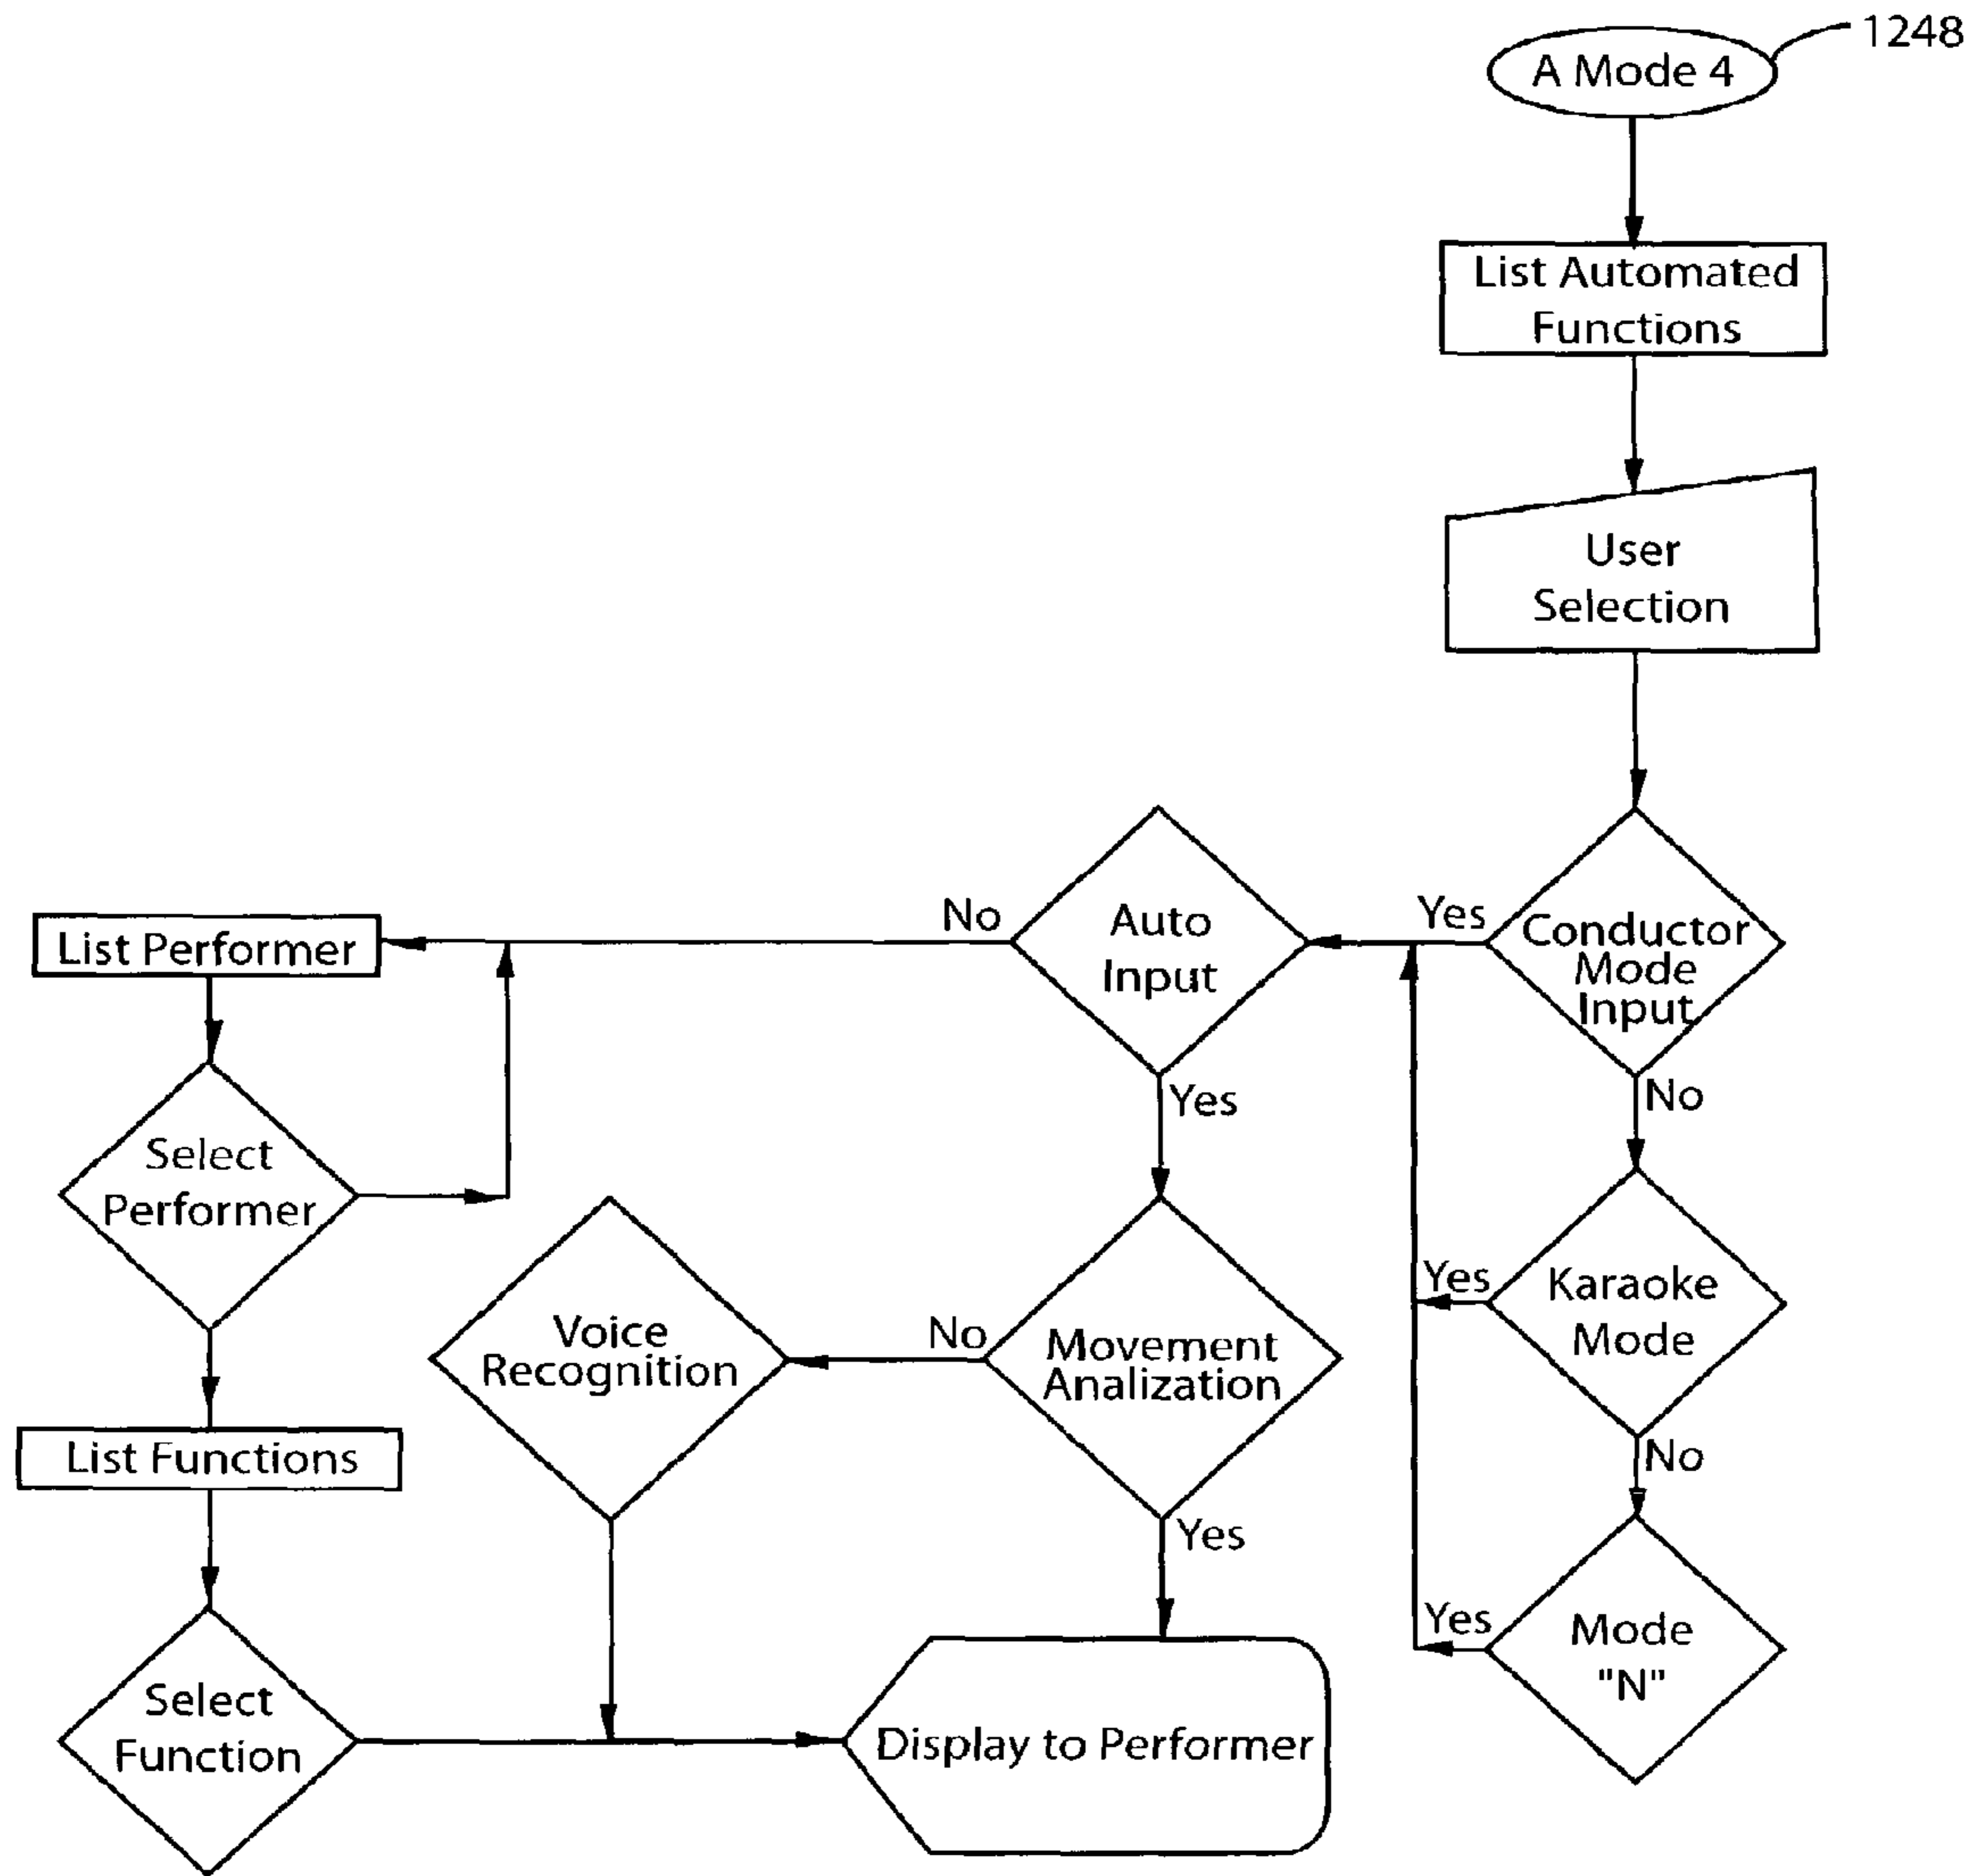 1248
A Mode 4
List Automated
Functions
User
Selection
Conductor
Mode
Input
Yes
No
Auto
Input
No
Yes
List Performer
Select
Performer
List Functions
Select
Function
Voice
Recognition
No
Movement
Analization
Yes
Yes
Karaoke
Mode
No
Yes
Mode
"N"
Display to Performer